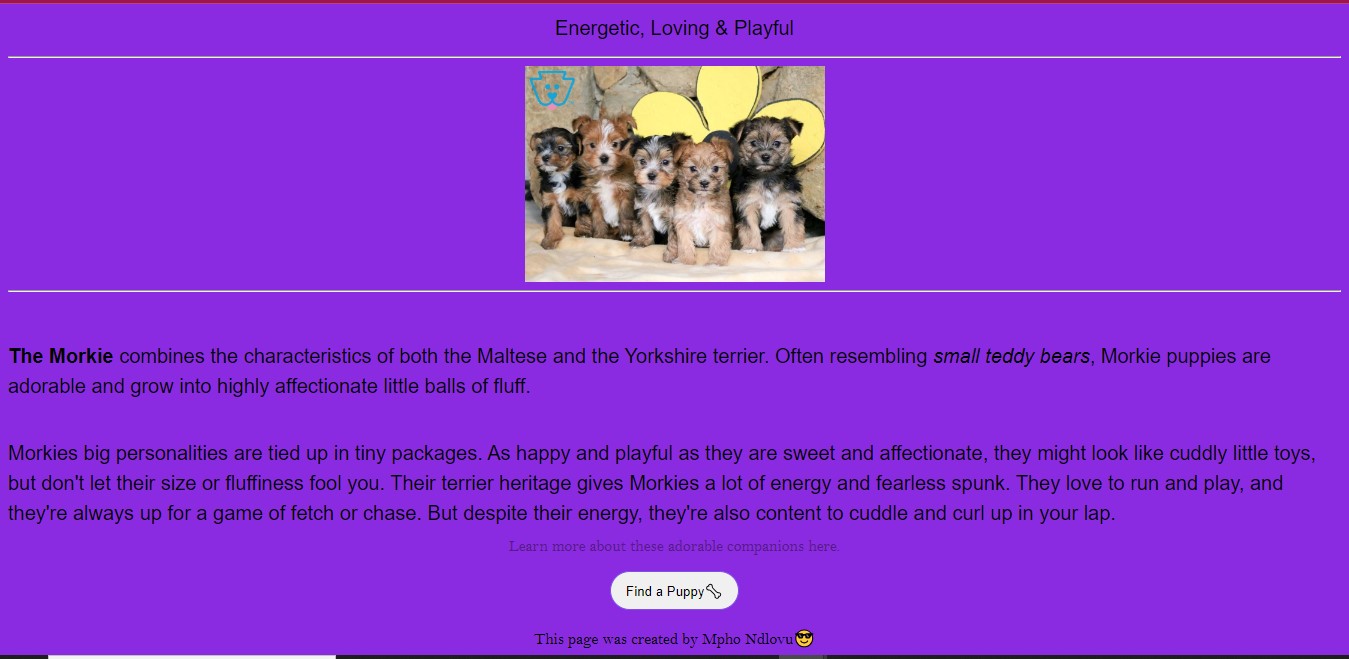 Energetic, Loving & Playful
The Morkie combines the characteristics of both the Maltese and the Yorkshire terrier. Often resembling small teddy bears, Morkie puppies are
adorable and grow into highly affectionate little balls of fluff.
Morkies big personalities are tied up in tiny packages. As happy and playful as they are sweet and affectionate, they might look like cuddly little toys,
but don't let their size or fluffiness fool you. Their terrier heritage gives Morkies a lot of energy and fearless spunk. They love to run and play, and
they're always up for a game of fetch or chase. But despite their energy, they're also content to cuddle and curl up in your lap.
Learn more about these adorable companions here.
Find a Puppy🦴
This page was created by Mpho Ndlovu😎